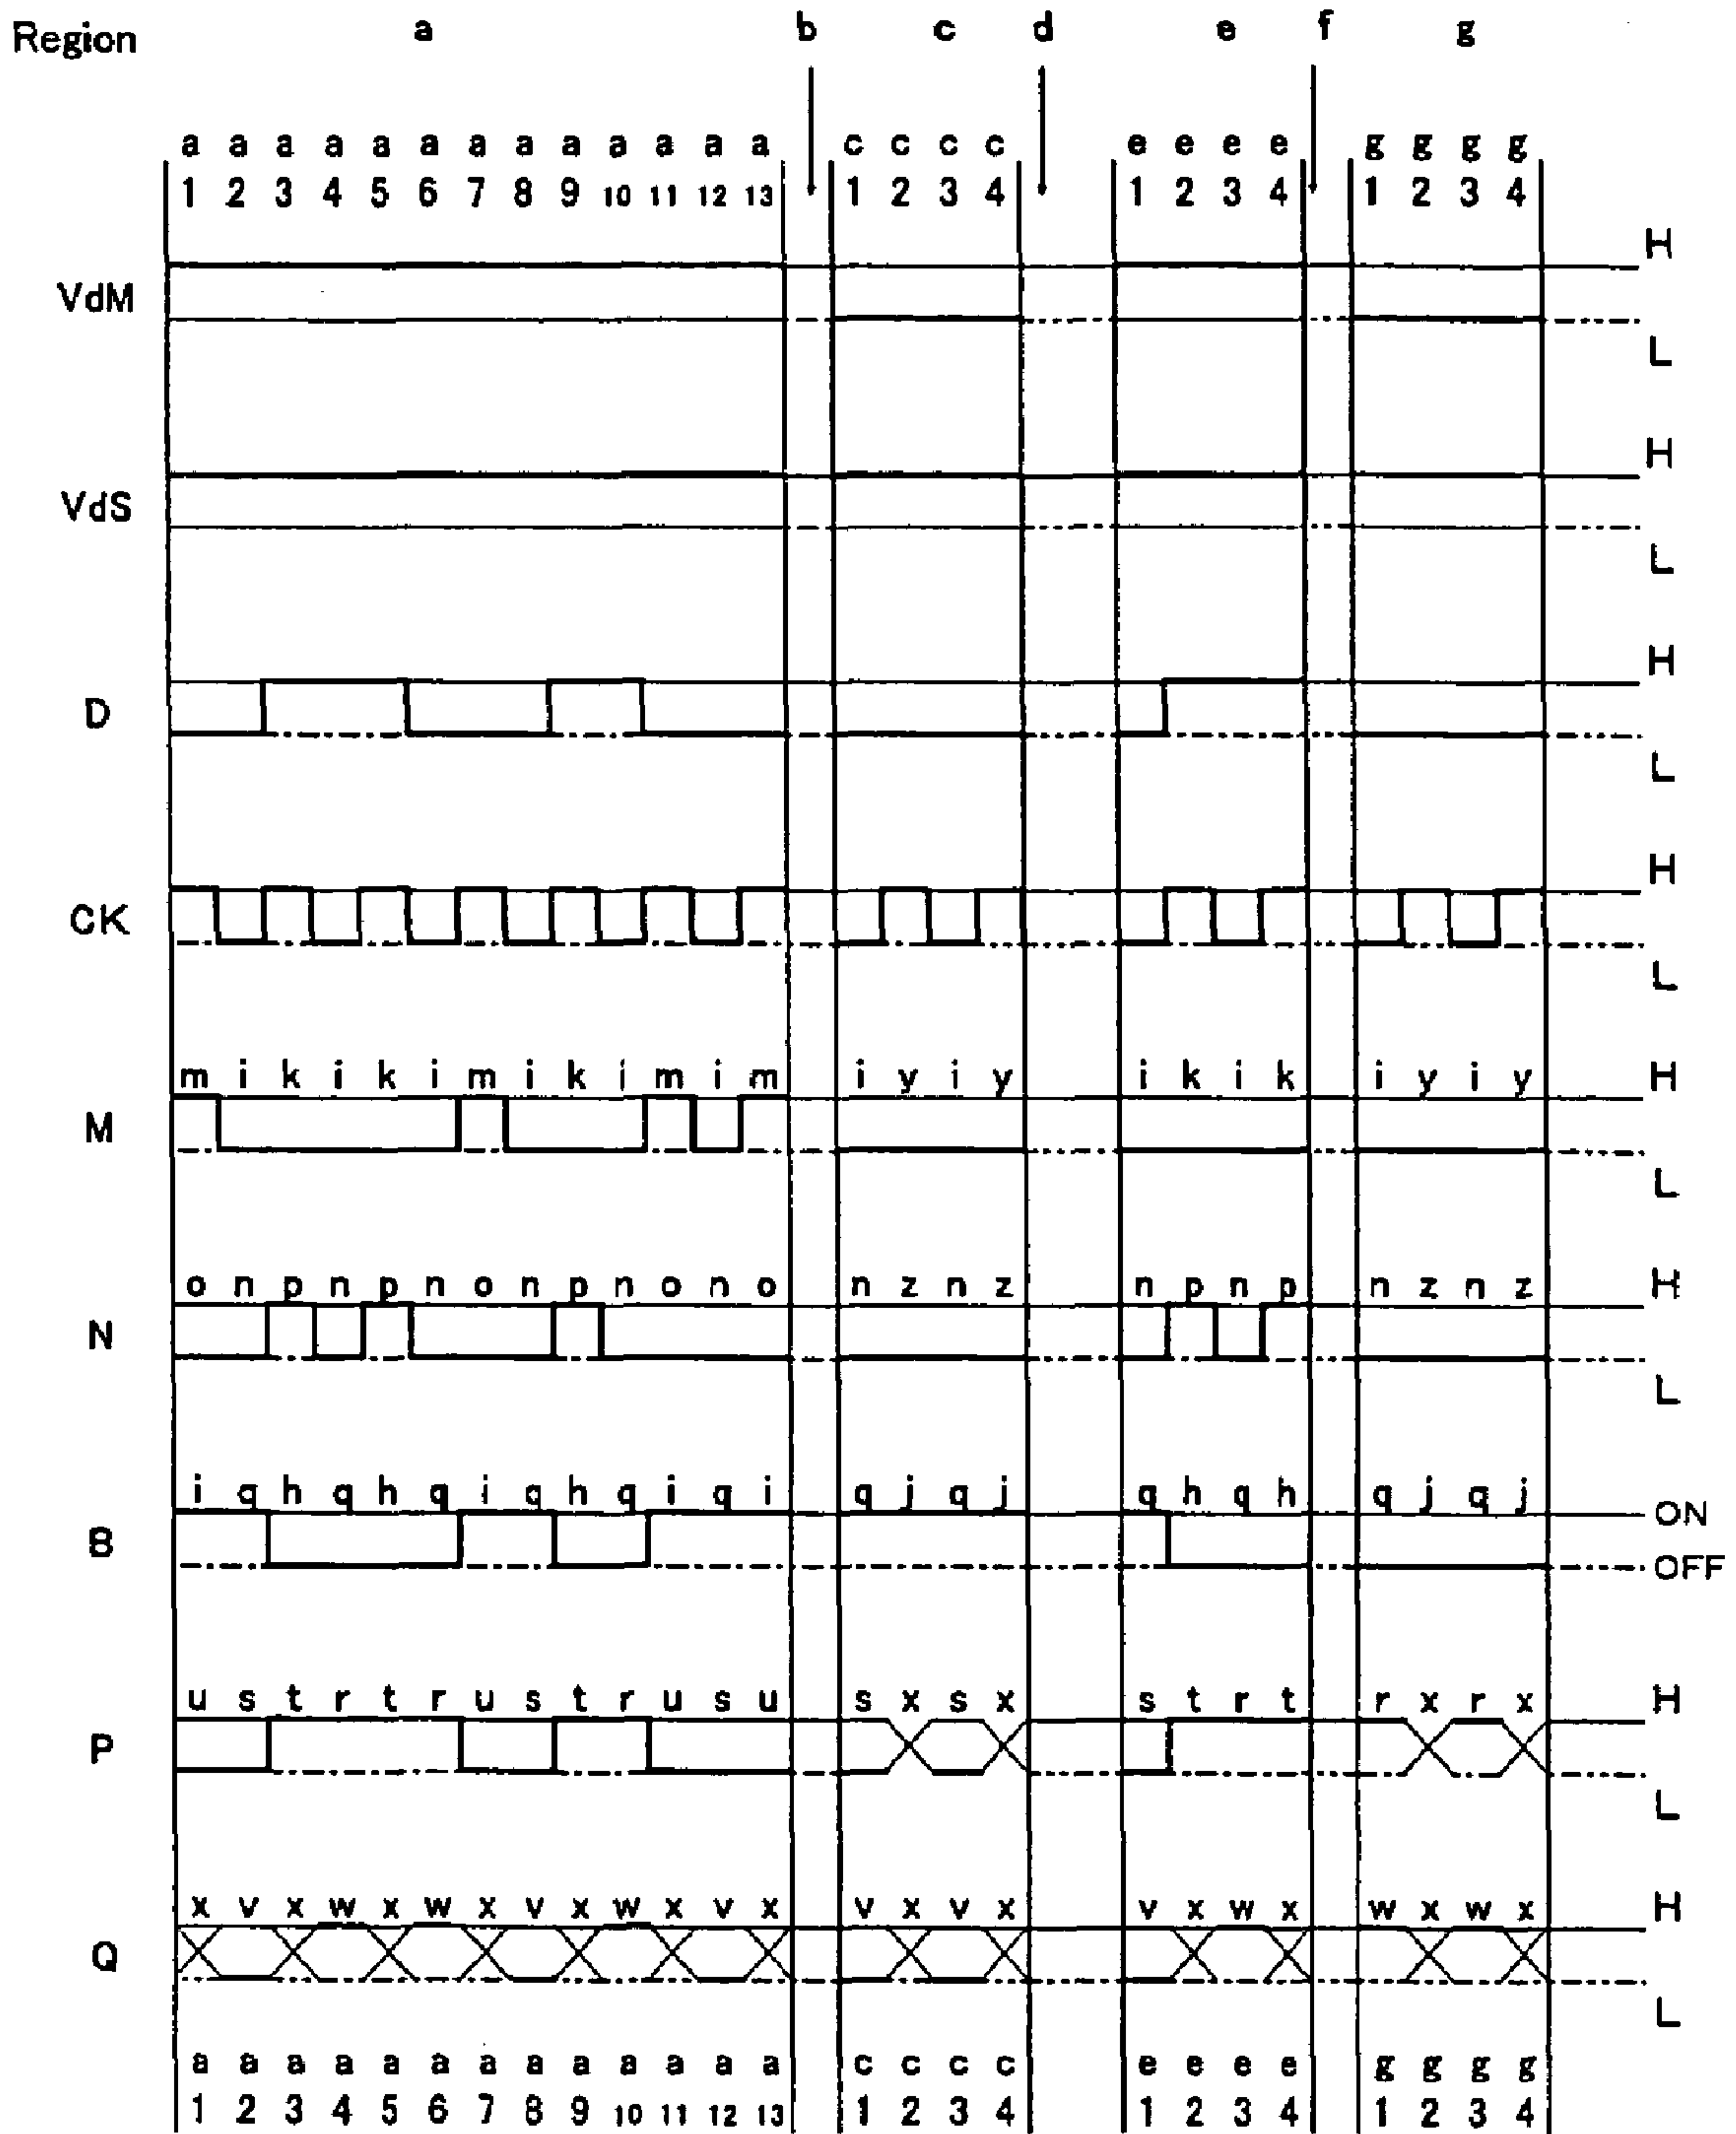 Region a b c d e f g
a a a a a a a a a a a a a c c c c e e e e g g g g
1 2 3 4 5 6 7 8 9 10 11 12 13 1 2 3 4 1 2 3 4 1 2 3 4
H
VdM
L
H
VdS
L
H
D
L
H
CK
L
m i k i k i m i k i m i m i y i y i k i k i y i y H
M
L
o n p n p n o n p n o n o n z n z n p n p n z n z H
N
L
i q h q h q i q h q i q i q j q j q h q h q j q j ON
B
OFF
u s t r t r u s t r u s u s x s x s t r t r x r x H
P
L
x v x w x w x v x w x v x v x v x v x w x w x w x H
Q
L
a a a a a a a a a a a a a c c c c e e e e g g g g
1 2 3 4 5 6 7 8 9 10 11 12 13 1 2 3 4 1 2 3 4 1 2 3 4